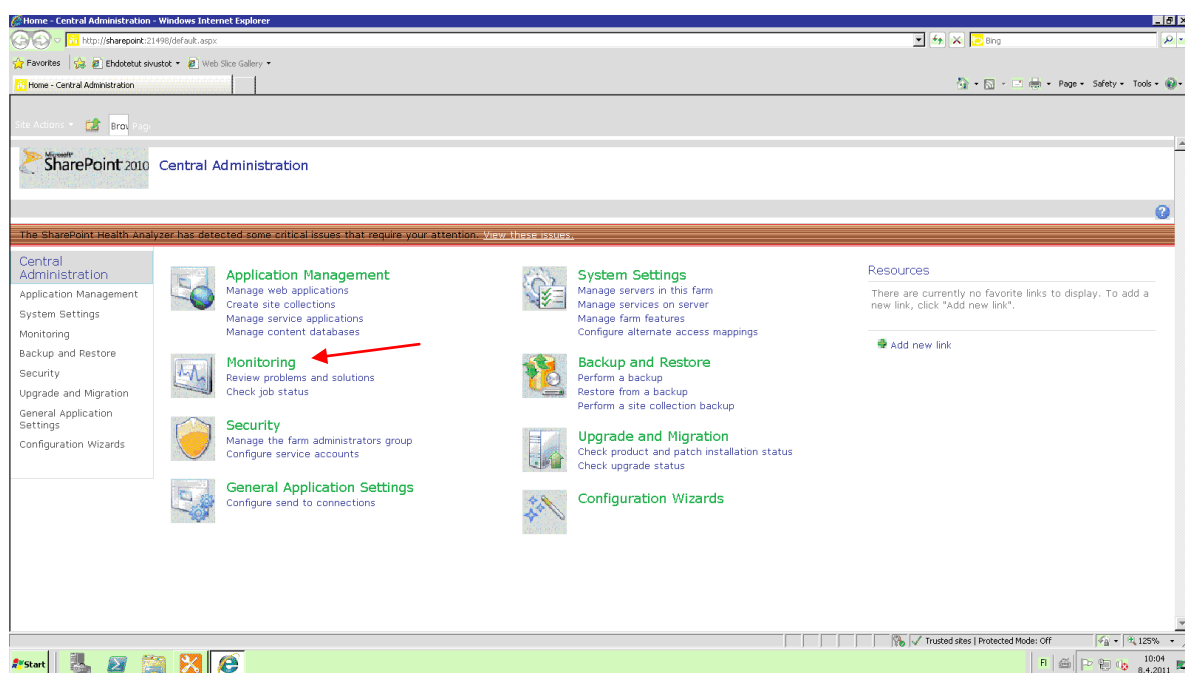 Home - Central Administration - Windows Internet Explorer
http://sharepoint:21498/default.aspx
Bing
Favorites
Ehdotetut sivustot
Web Slice Gallery
Home - Central Administration
Page
Safety
Tools
Site Actions
Brow
Page
Microsoft
SharePoint 2010
Central Administration
The SharePoint Health Analyzer has detected some critical issues that require your attention. View these issues.
Central
Administration
Application Management
System Settings
Monitoring
Backup and Restore
Security
Upgrade and Migration
General Application
Settings
Configuration Wizards
Application Management
Manage web applications
Create site collections
Manage service applications
Manage content databases
Monitoring
Review problems and solutions
Check job status
Security
Manage the farm administrators group
Configure service accounts
General Application Settings
Configure send to connections
System Settings
Manage servers in this farm
Manage services on server
Manage farm features
Configure alternate access mappings
Backup and Restore
Perform a backup
Restore from a backup
Perform a site collection backup
Upgrade and Migration
Check product and patch installation status
Check upgrade status
Configuration Wizards
Resources
There are currently no favorite links to display. To add a
new link, click "Add new link".
Add new link
Trusted sites | Protected Mode: Off
125%
Start
FI
10:04
8.4.2011